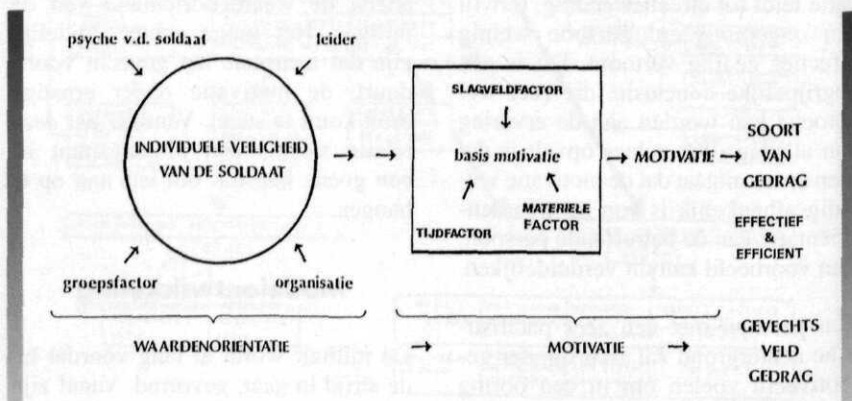 psyche v.d. soldaat
leider
INDIVIDUELE VEILIGHEID
VAN DE SOLDAAT
groepsfactor
organisatie
SLAGVELDFACTOR
basis motivatie
TIJDFACTOR
MATERIELE
FACTOR
MOTIVATIE
SOORT
VAN
GEDRAG
EFFECTIEF
&
EFFICIENT
WAARDENORIENTATIE
MOTIVATIE
GEVECHTS
VELD
GEDRAG